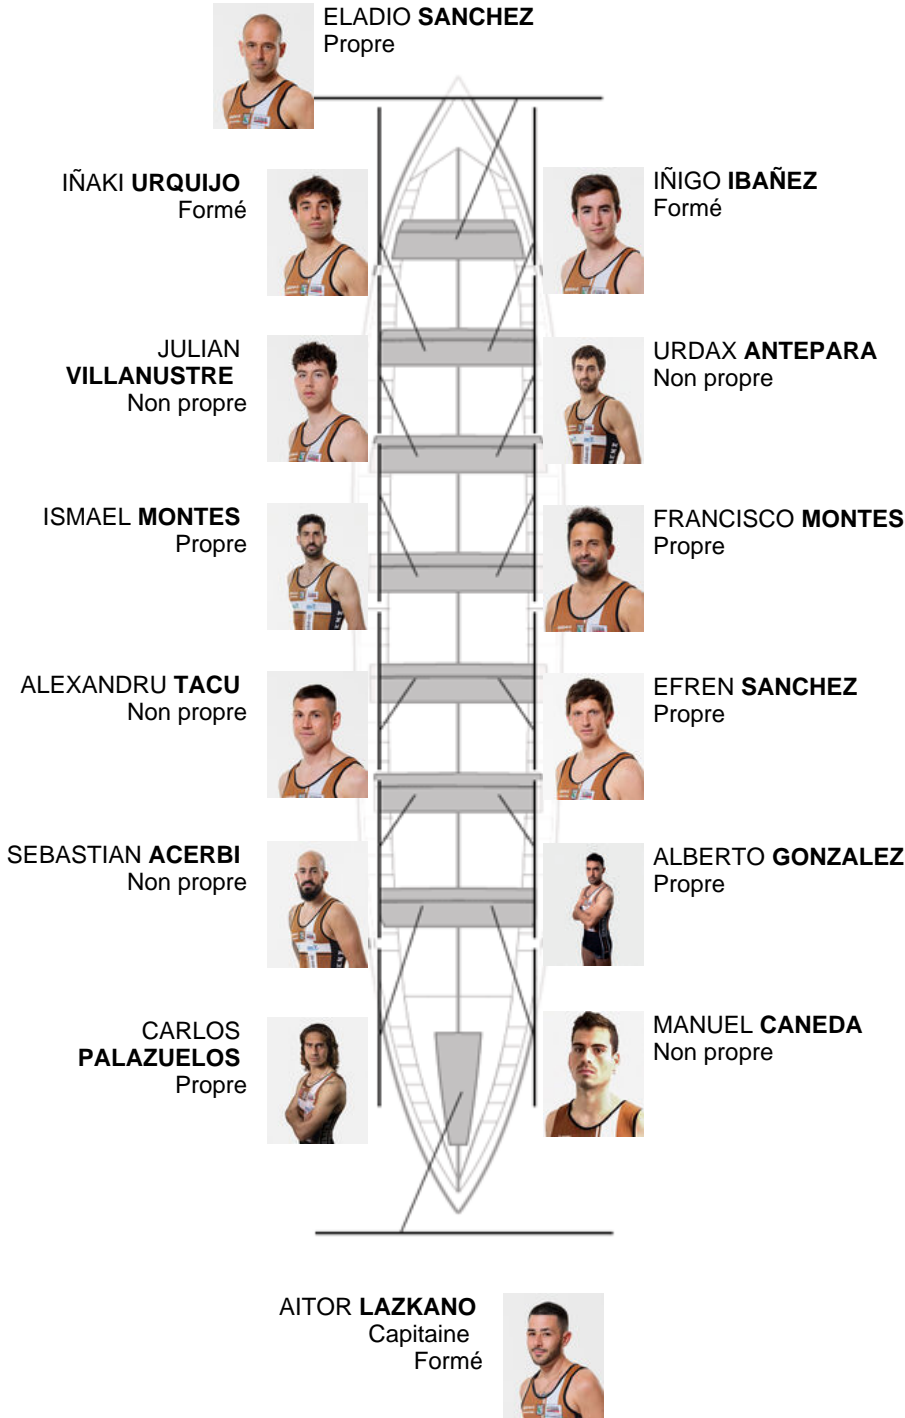 ELADIO SANCHEZ
Propre
IÑAKI URQUIJO
Formé
IÑIGO IBAÑEZ
Formé
JULIAN
VILLANUSTRE
Non propre
URDAX ANTEPARA
Non propre
ISMAEL MONTES
Propre
FRANCISCO MONTES
Propre
ALEXANDRU TACU
Non propre
EFREN SANCHEZ
Propre
SEBASTIAN ACERBI
Non propre
ALBERTO GONZALEZ
Propre
CARLOS
PALAZUELOS
Propre
MANUEL CANEDA
Non propre
AITOR LAZKANO
Capitaine
Formé